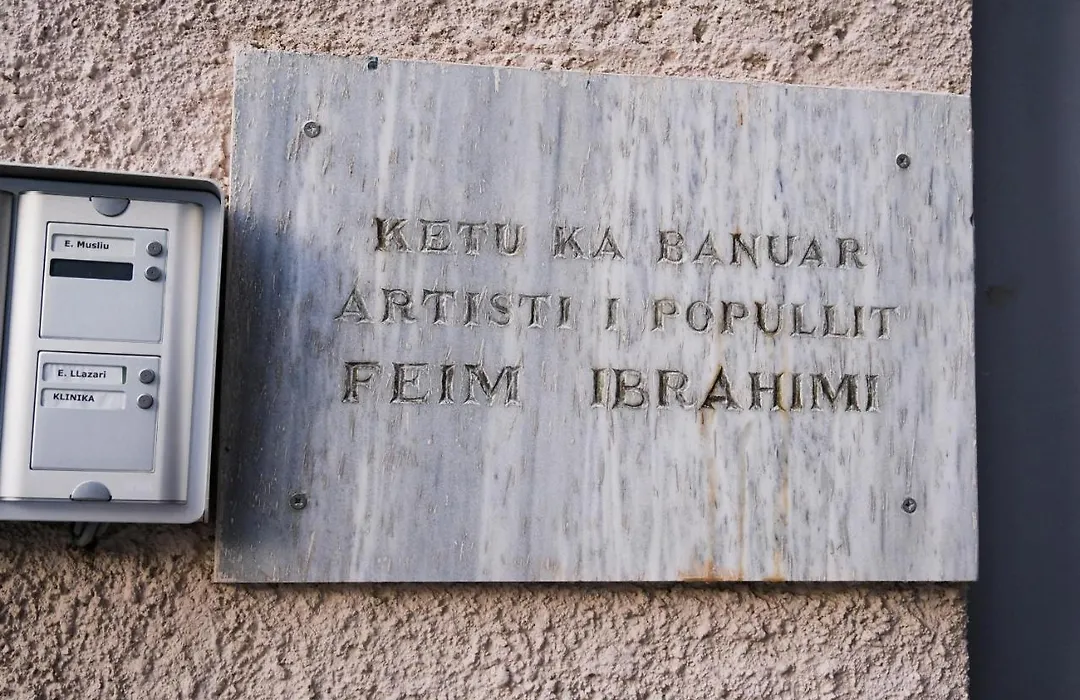 E. Musliu
E. LLazari
KLINIKA
KETU KA BANUAR
ARTISTI I POPULLIT
FEIM IBRAHIMI